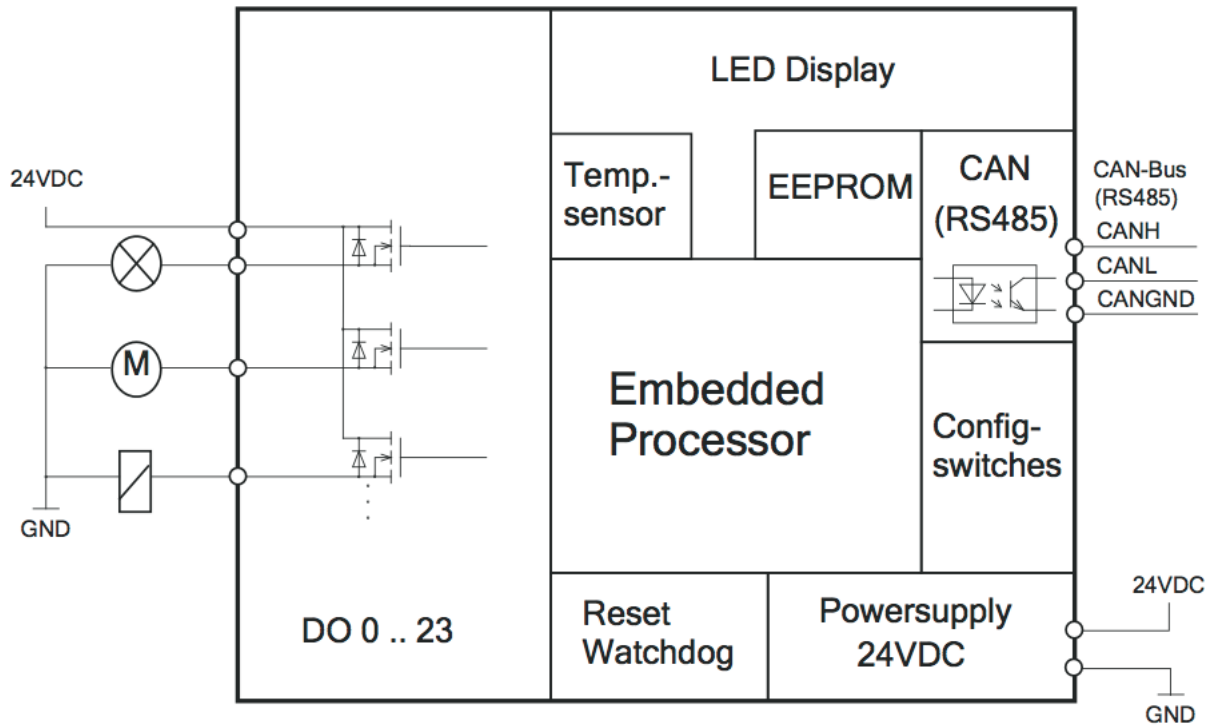 LED Display
Temp.-
sensor
EEPROM
CAN
(RS485)
CAN-Bus
(RS485)
CANH
CANL
CANGND
24VDC
M
GND
Embedded
Processor
Config-
switches
DO 0 .. 23
Reset
Watchdog
Powersupply
24VDC
24VDC
GND